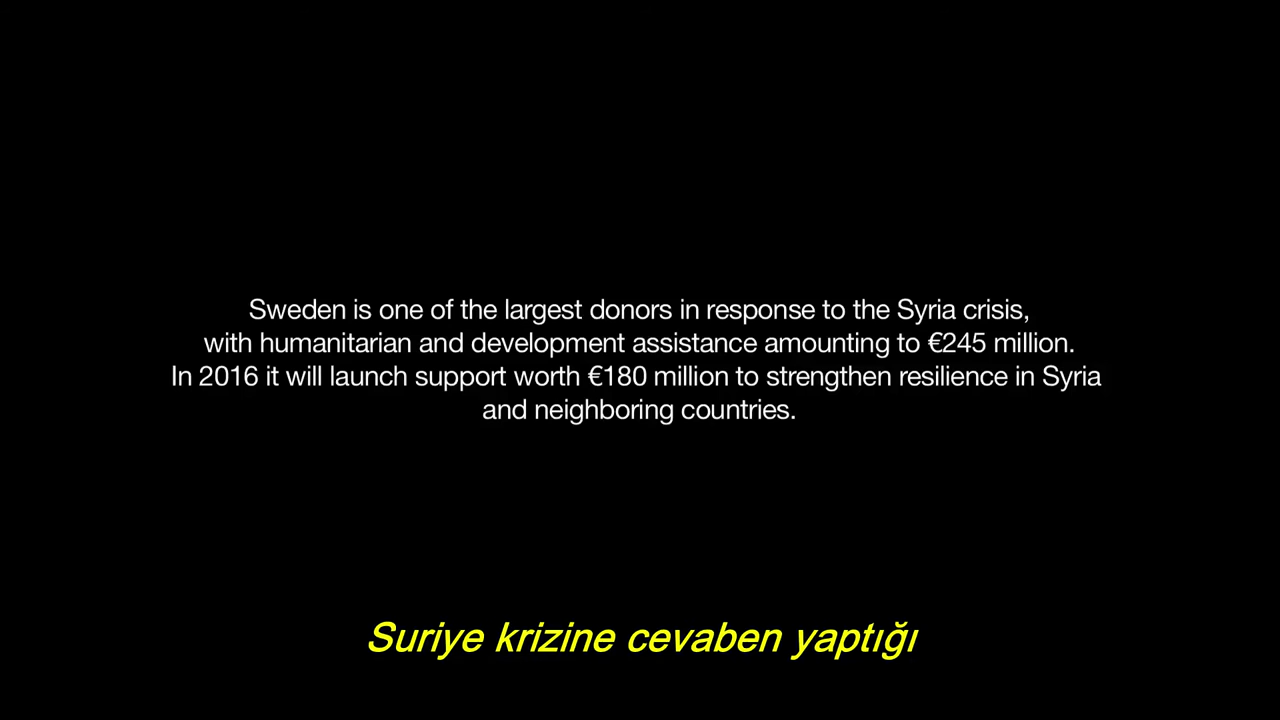 Sweden is one of the largest donors in response to the Syria crisis,
with humanitarian and development assistance amounting to €245 million.
In 2016 it will launch support worth €180 million to strengthen resilience in Syria
and neighboring countries.
Suriye krizine cevaben yaptığı